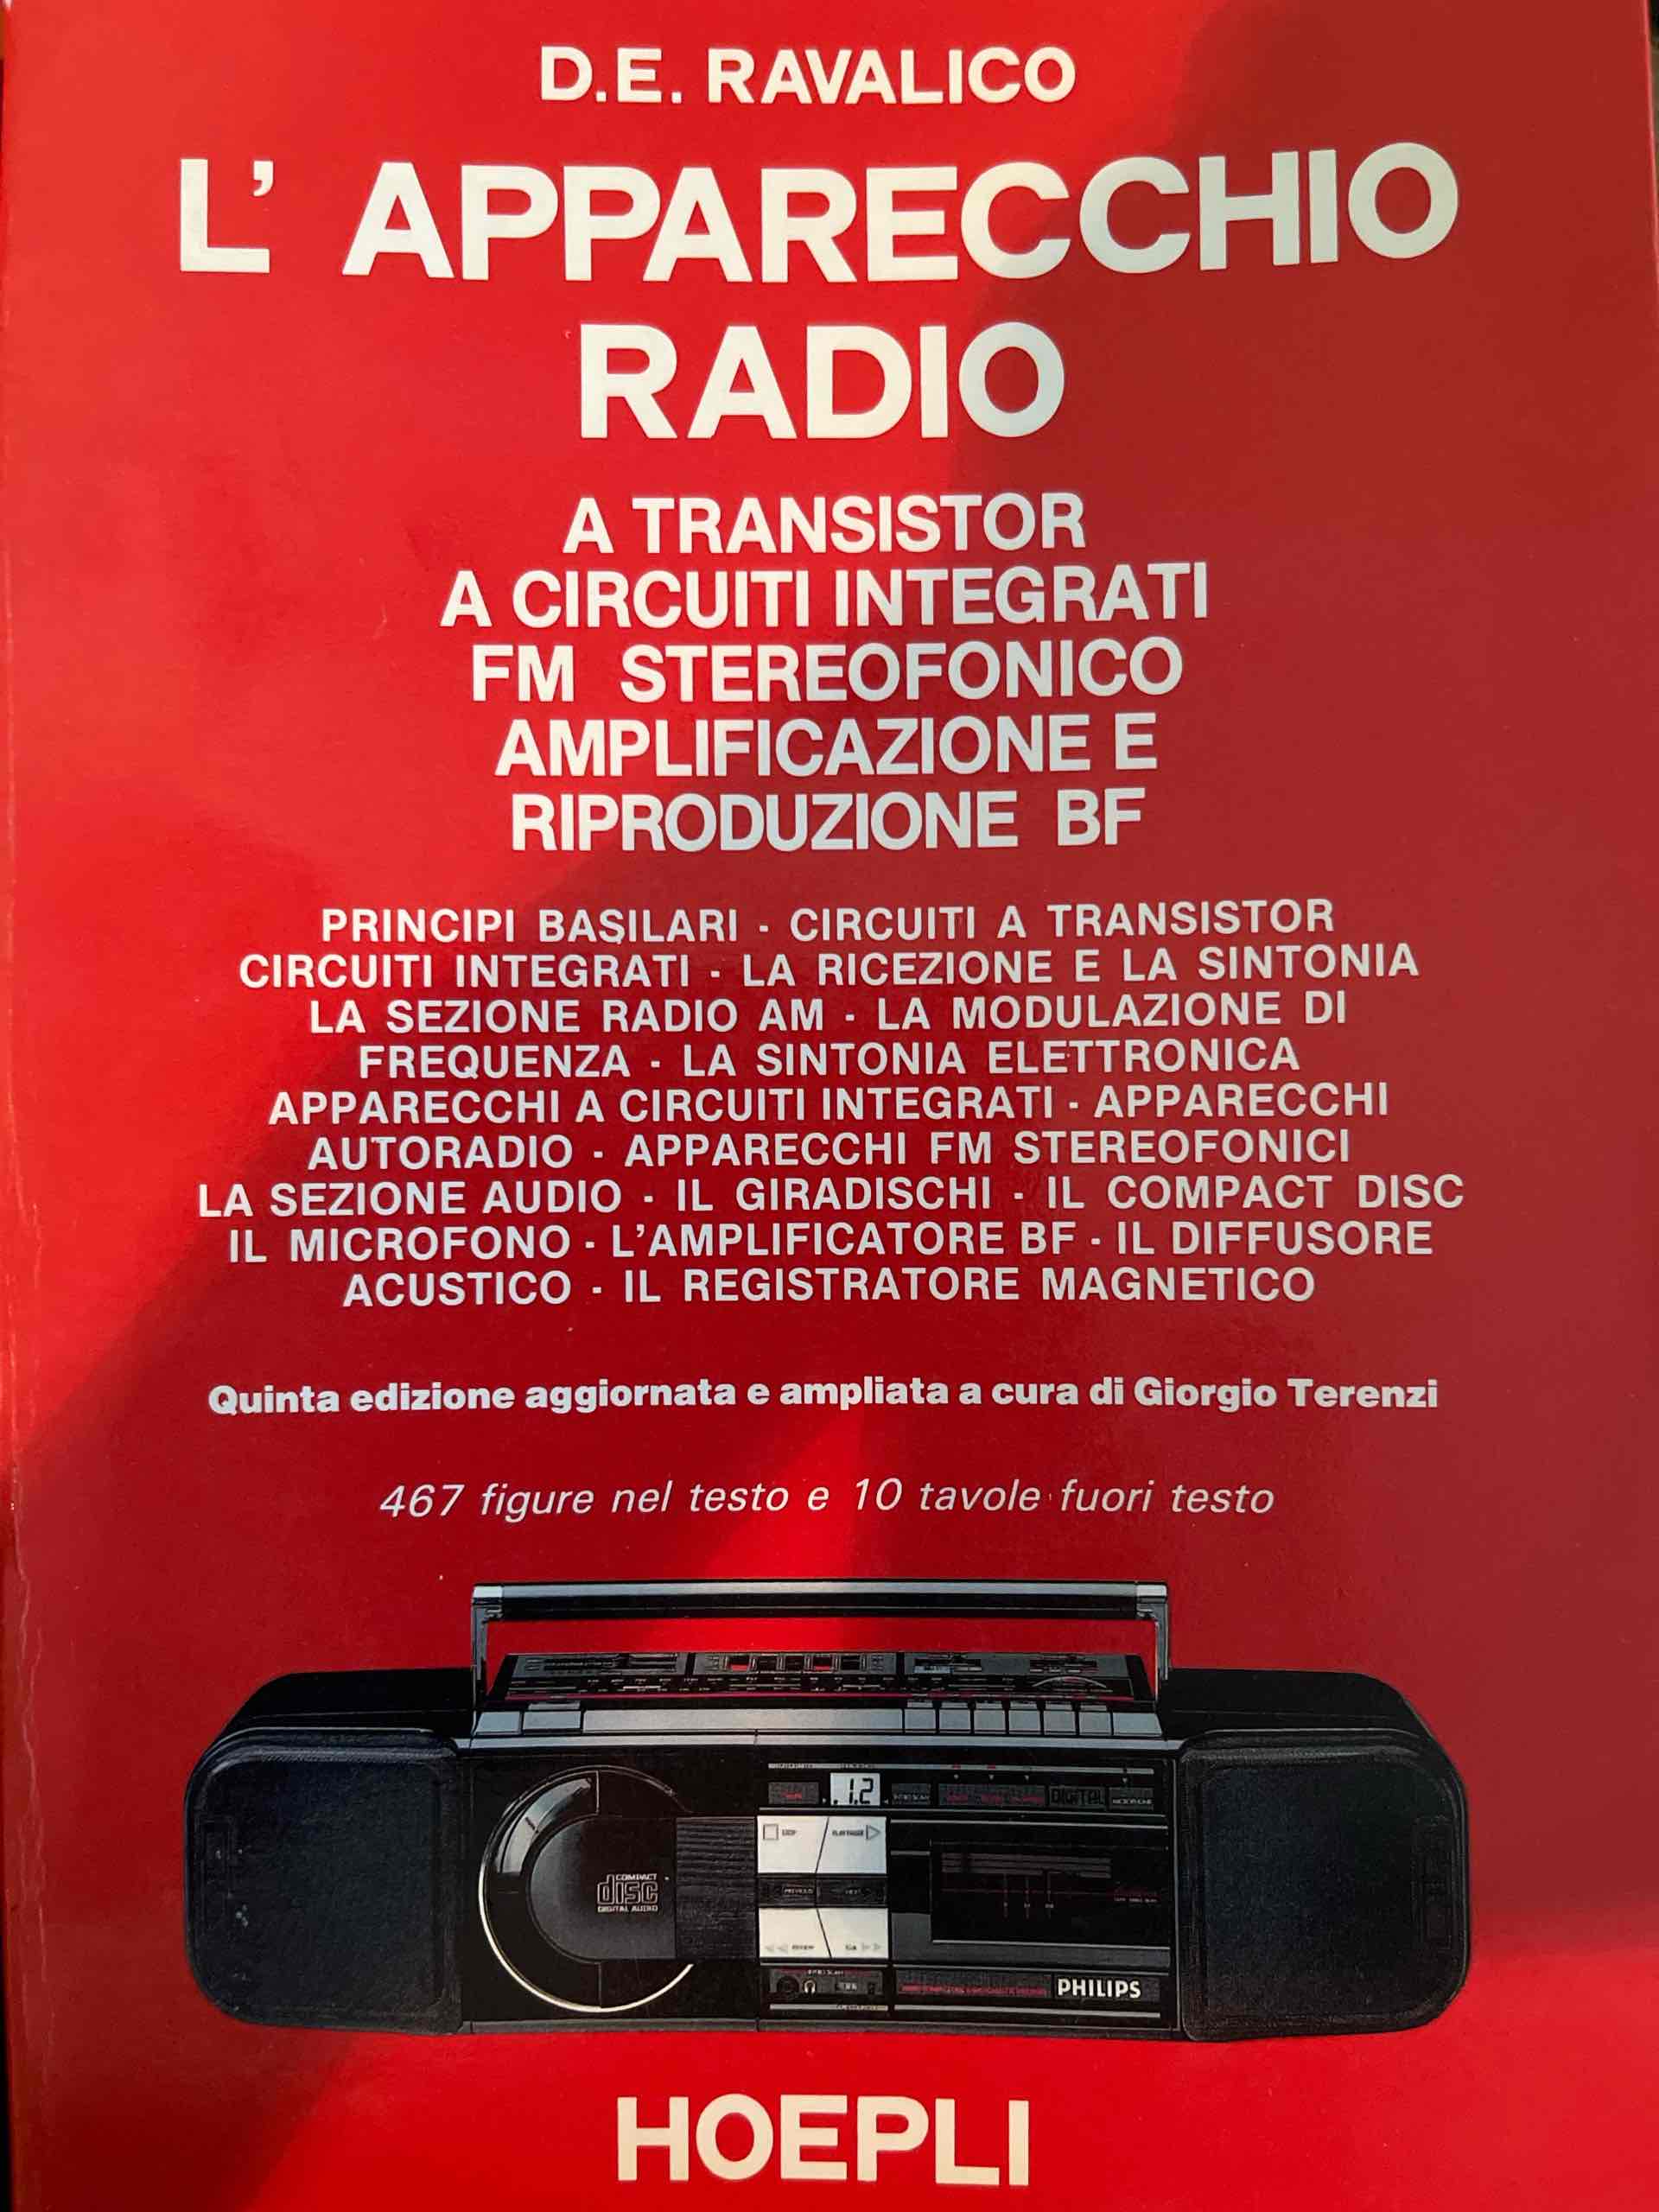 D.E. RAVALICO
L' APPARECCHIO
RADIO
A TRANSISTOR
A CIRCUITI INTEGRATI
FM STEREOFONICO
AMPLIFICAZIONE E
RIPRODUZIONE BF
PRINCIPI BASILARI - CIRCUITI A TRANSISTOR
CIRCUITI INTEGRATI - LA RICEZIONE E LA SINTONIA
LA SEZIONE RADIO AM - LA MODULAZIONE DI
FREQUENZA - LA SINTONIA ELETTRONICA
APPARECCHI A CIRCUITI INTEGRATI - APPARECCHI
AUTORADIO - APPARECCHI FM STEREOFONICI
LA SEZIONE AUDIO - IL GIRADISCHI - IL COMPACT DISC
IL MICROFONO - L'AMPLIFICATORE BF - IL DIFFUSORE
ACUSTICO - IL REGISTRATORE MAGNETICO
Quinta edizione aggiornata e ampliata a cura di Giorgio Terenzi
467 figure nel testo e 10 tavole fuori testo
1.2
DIGITAL
STOP
COMPACT
disc
DIGITAL AUDIO
PHILIPS
HOEPLI